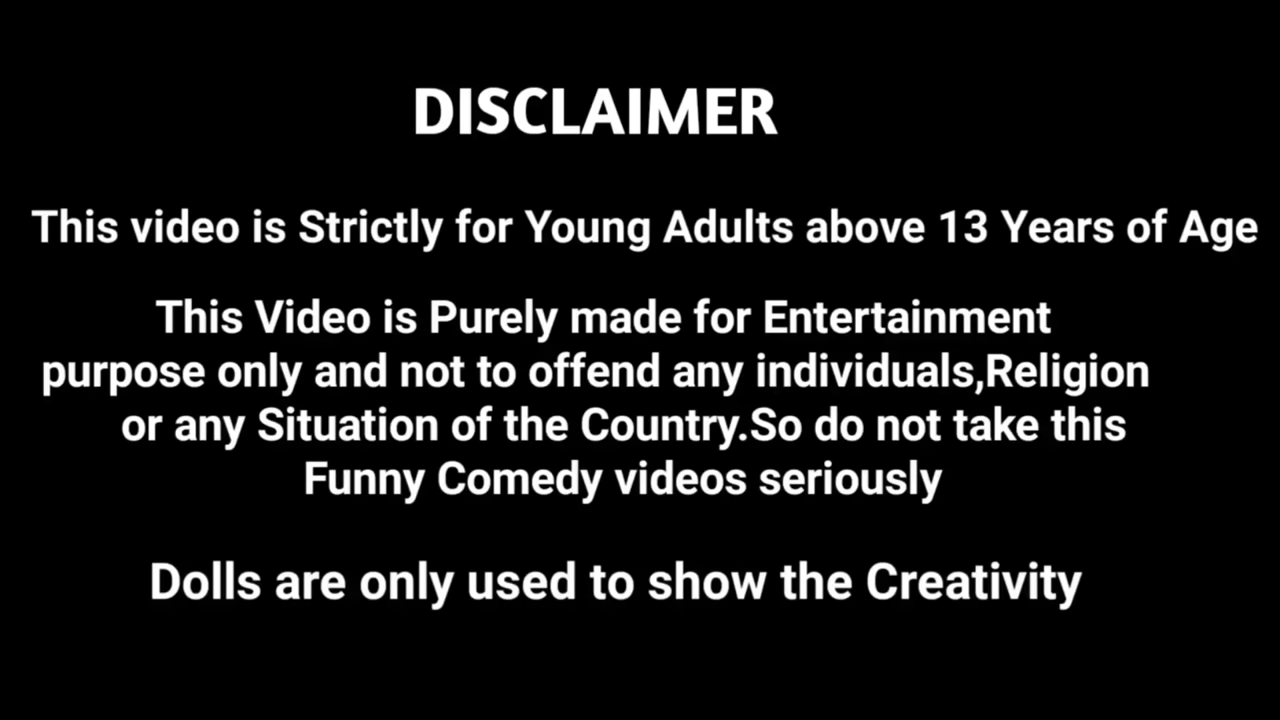 DISCLAIMER
This video is Strictly for Young Adults above 13 Years of Age
This Video is Purely made for Entertainment
purpose only and not to offend any individuals,Religion
or any Situation of the Country.So do not take this
Funny Comedy videos seriously
Dolls are only used to show the Creativity